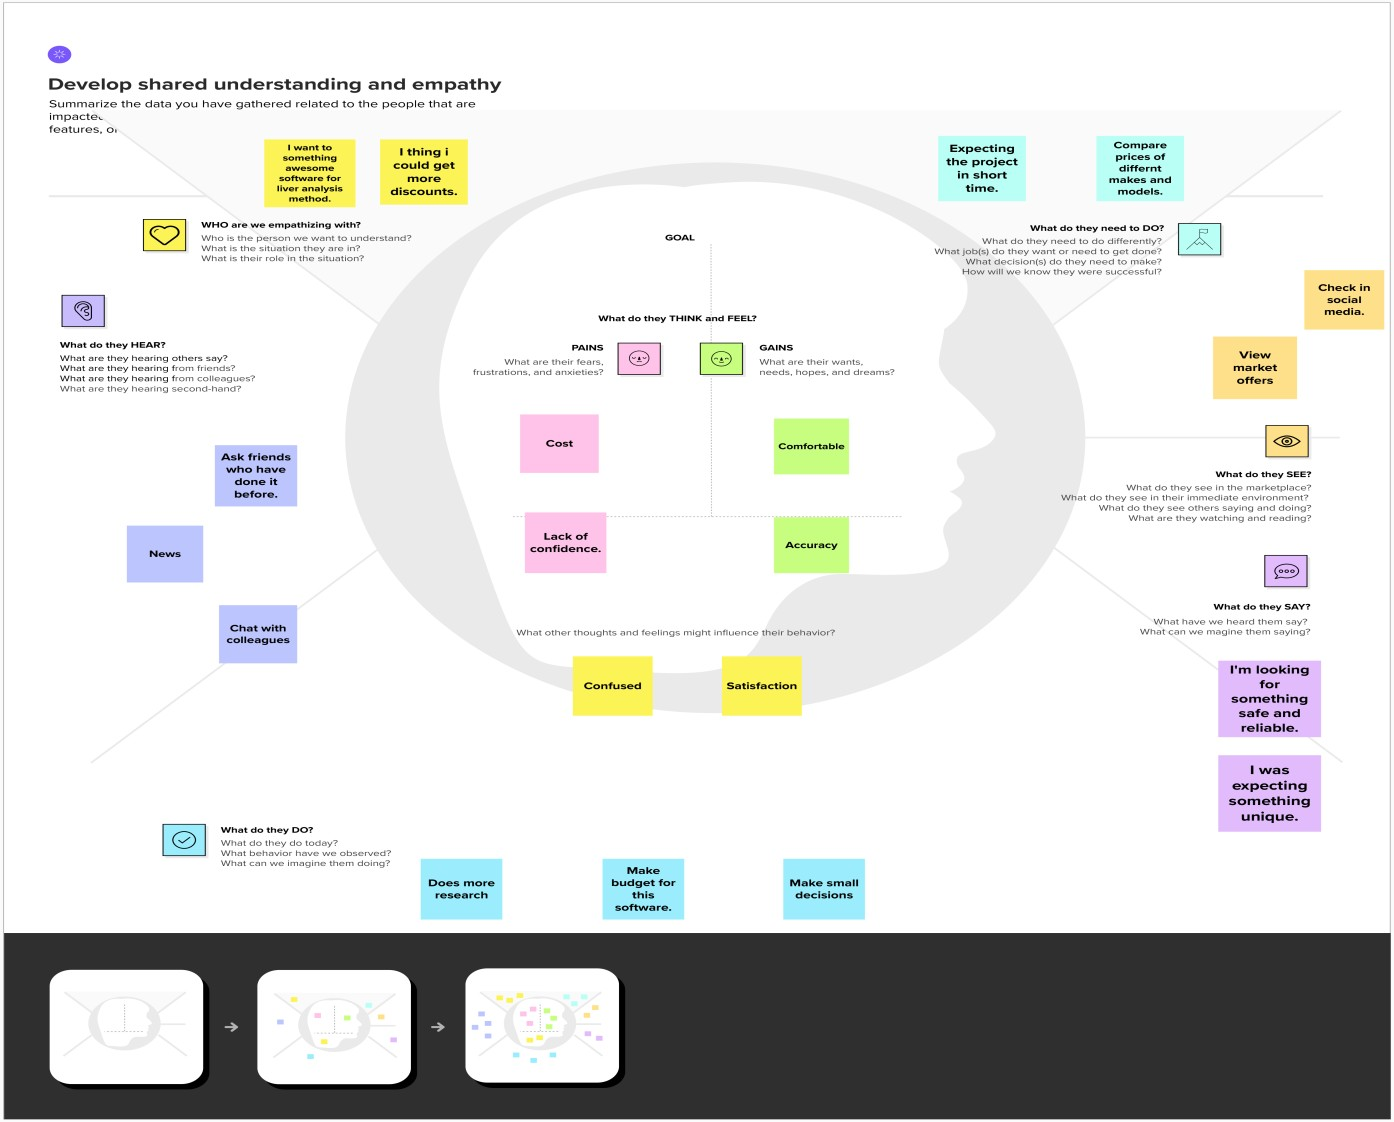 Develop shared understanding and empathy
Summarize the data you have gathered related to the people that are
impacted
features, or
I want to
something
awesome
software for
liver analysis
method.
I thing i
could get
more
discounts.
Expecting
the project
in short
time.
Compare
prices of
differnt
makes and
models.
WHO are we empathizing with?
Who is the person we want to understand?
What is the situation they are in?
What is their role in the situation?
GOAL
What do they need to DO?
What do they need to do differently?
What job(s) do they want or need to get done?
What decision(s) do they need to make?
How will we know they were successful?
Check in
social
media.
View
market
offers
What do they HEAR?
What are they hearing others say?
What are they hearing from friends?
What are they hearing from colleagues?
What are they hearing second-hand?
What do they THINK and FEEL?
PAINS
What are their fears,
frustrations, and anxieties?
GAINS
What are their wants,
needs, hopes, and dreams?
Cost
Comfortable
Lack of
confidence.
Accuracy
Ask friends
who have
done it
before.
News
Chat with
colleagues
What do they SEE?
What do they see in the marketplace?
What do they see in their immediate environment?
What do they see others saying and doing?
What are they watching and reading?
What do they SAY?
What have we heard them say?
What can we magine them saying?
I'm looking
for
something
safe and
reliable.
I was
expecting
something
unique.
What other thoughts and feelings might influence their behavior?
Confused
Satisfaction
What do they DO?
What do they do today?
What behavior have we observed?
What can we imagine them doing?
Does more
research
Make
budget for
this
software.
Make small
decisions